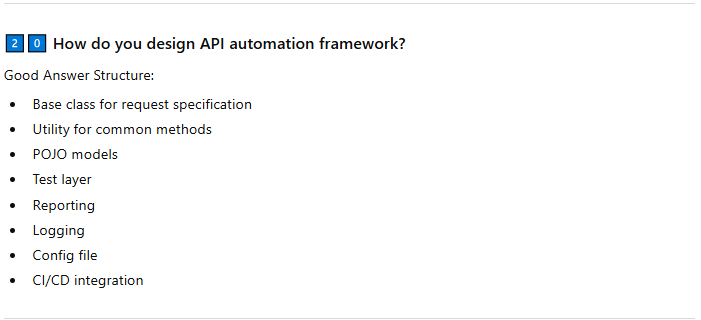 2 0 How do you design API automation framework?
Good Answer Structure:
• Base class for request specification
• Utility for common methods
• POJO models
• Test layer
• Reporting
• Logging
• Config file
• CI/CD integration